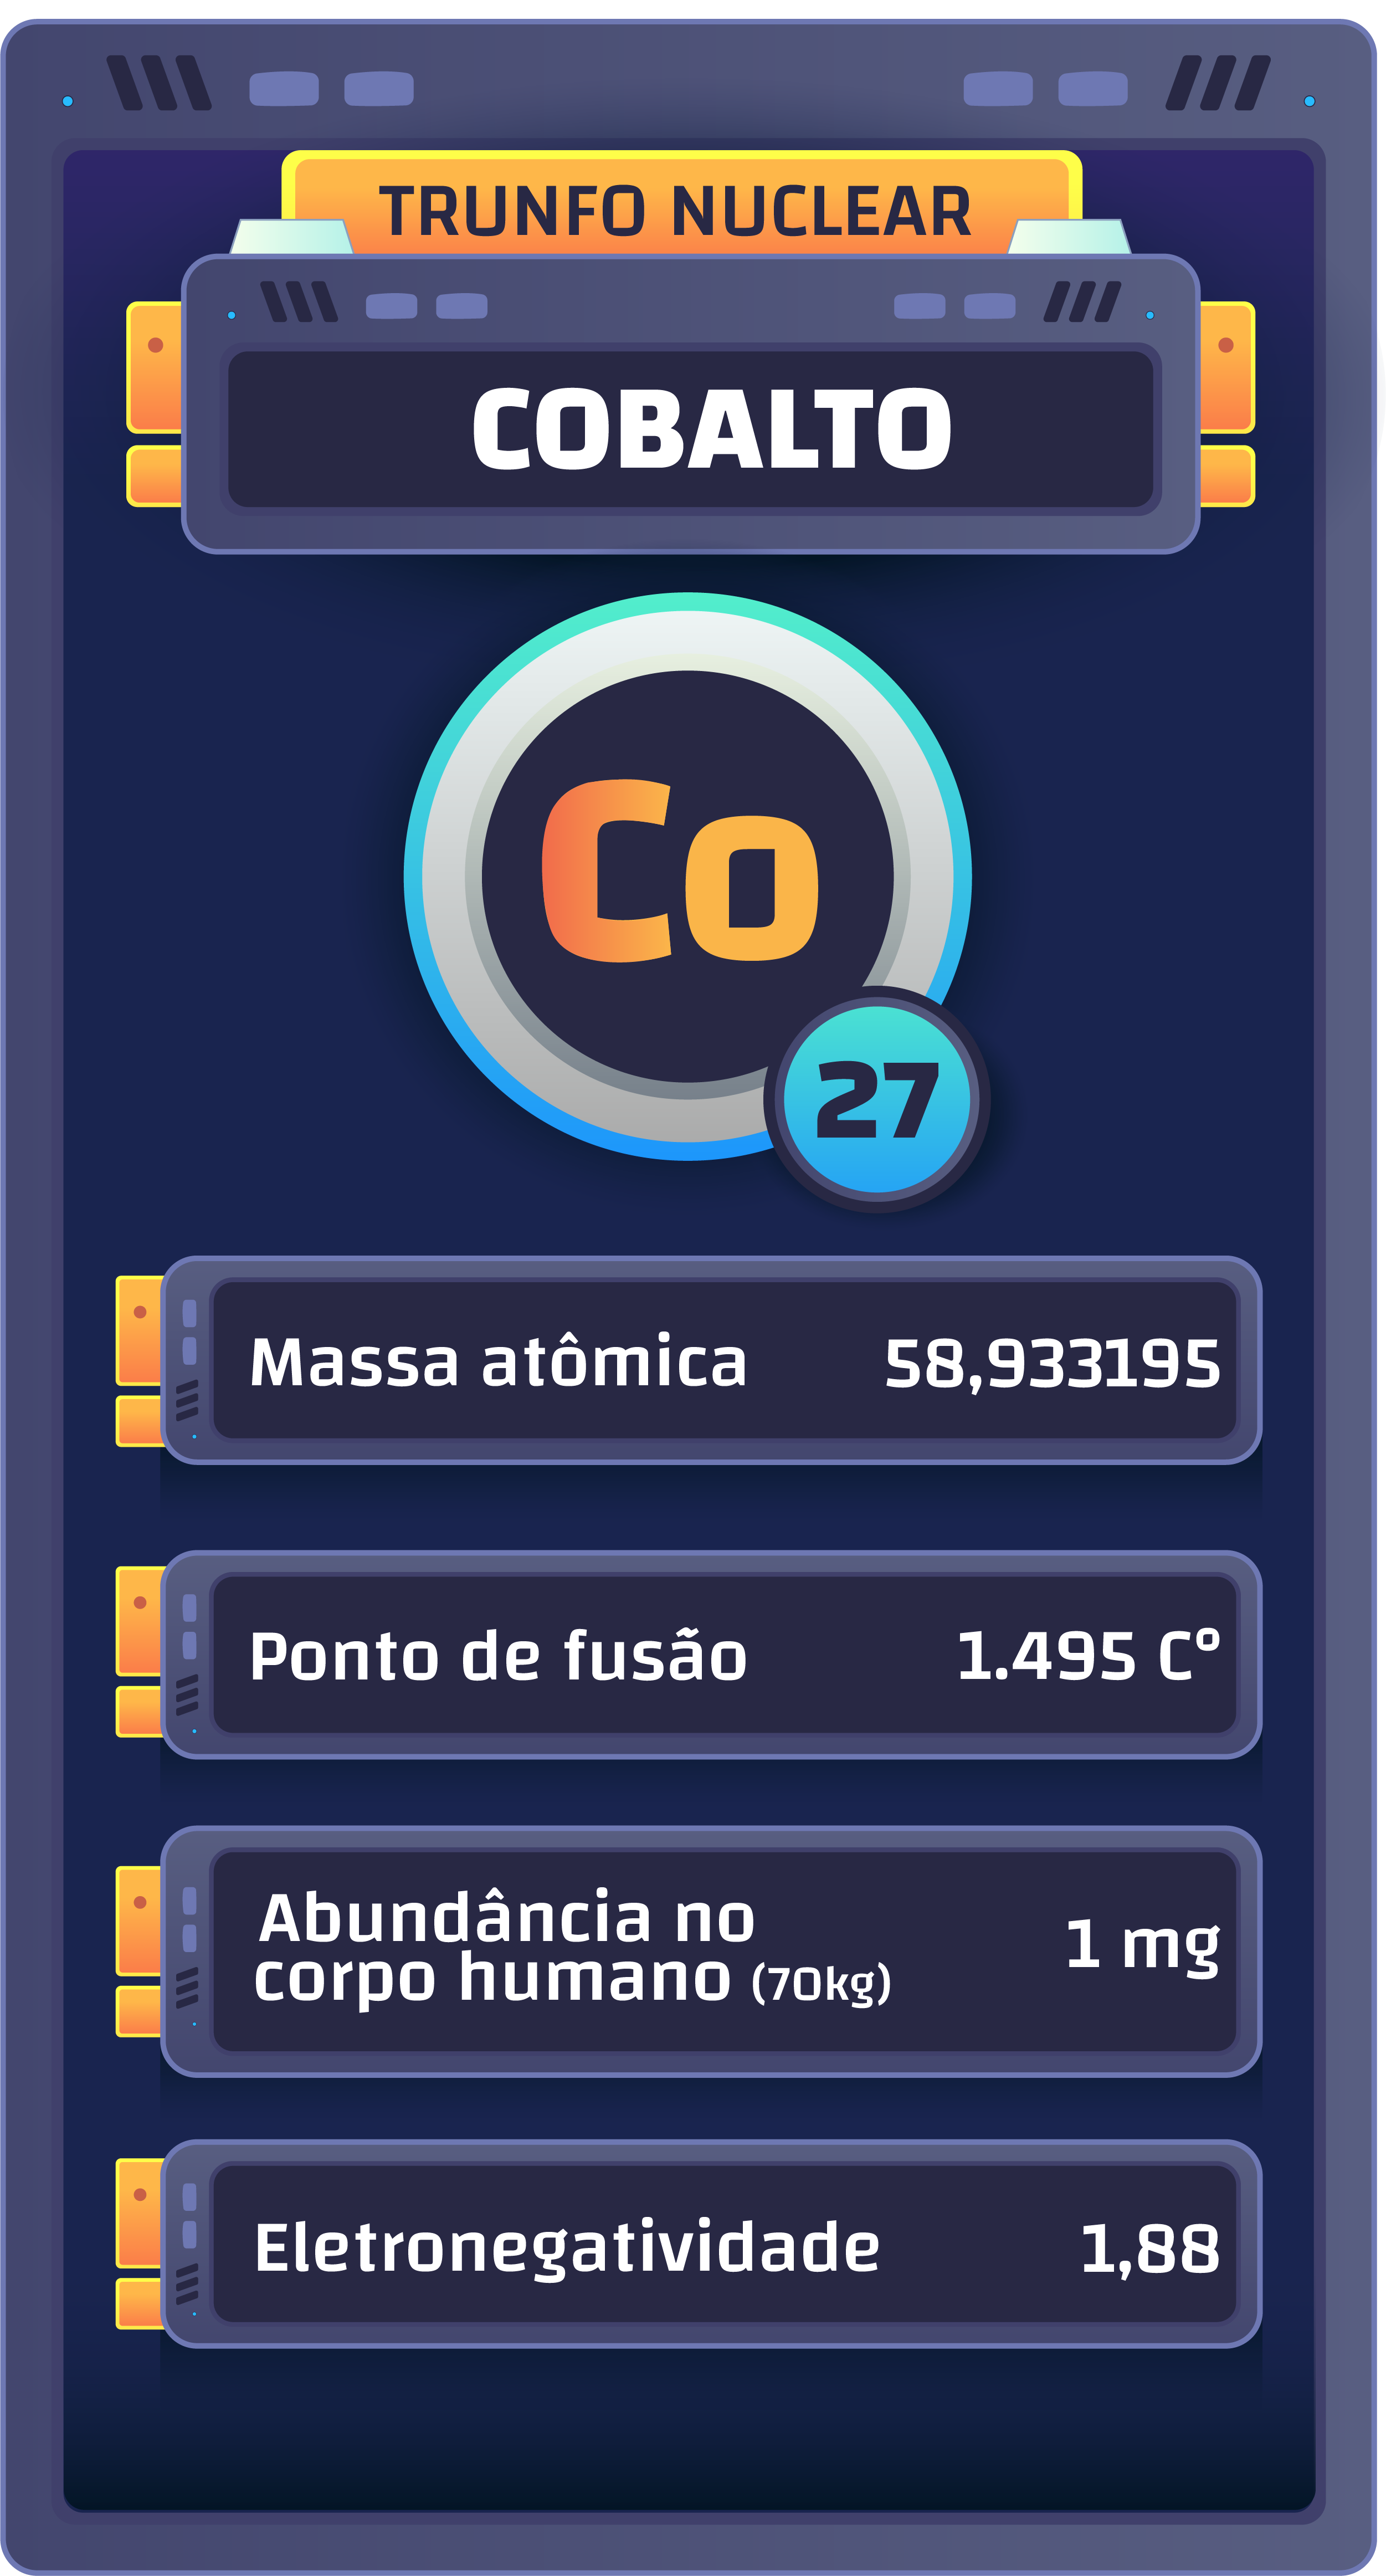 TRUNFO NUCLEAR
COBALTO
Co
27
Massa atômica 58,933195
Ponto de fusão 1.495 Cº
Abundância no
corpo humano (70kg) 1 mg
Eletronegatividade 1,88